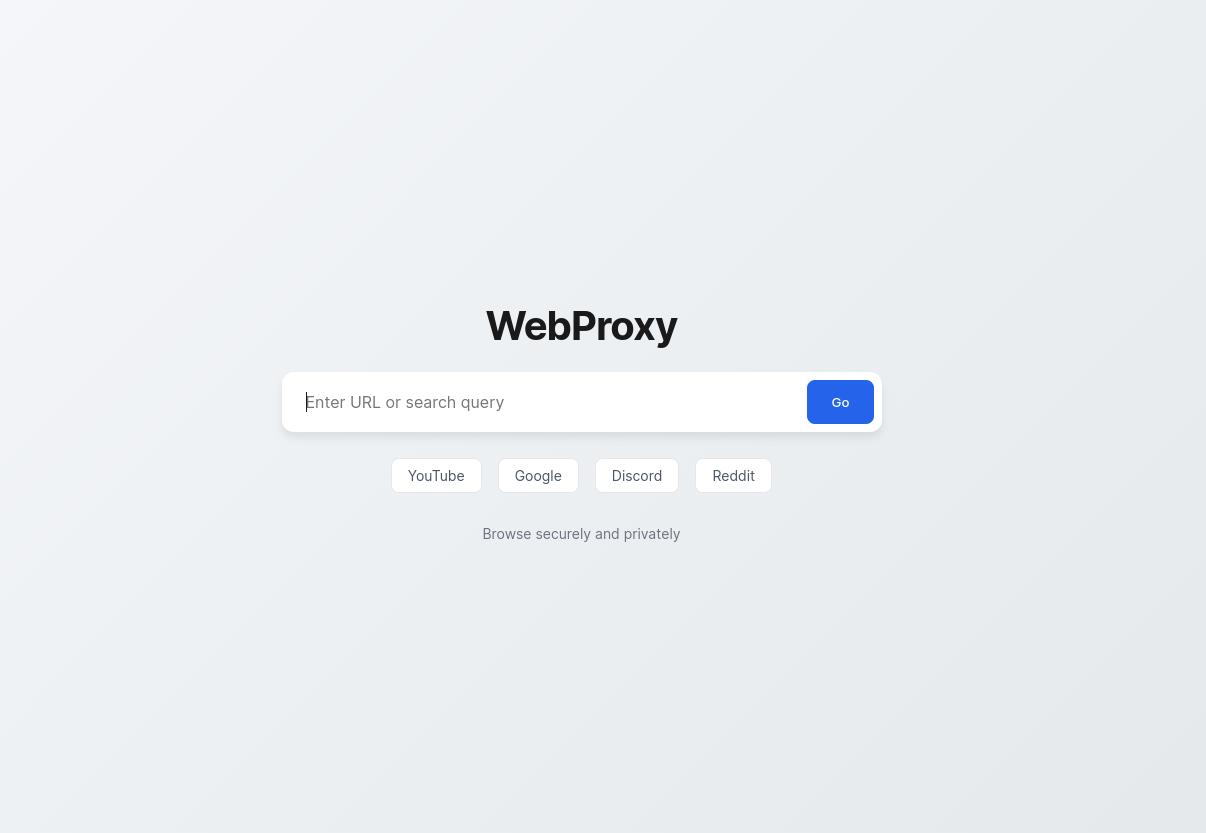 WebProxy
Enter URL or search query
Go
YouTube Google Discord Reddit
Browse securely and privately